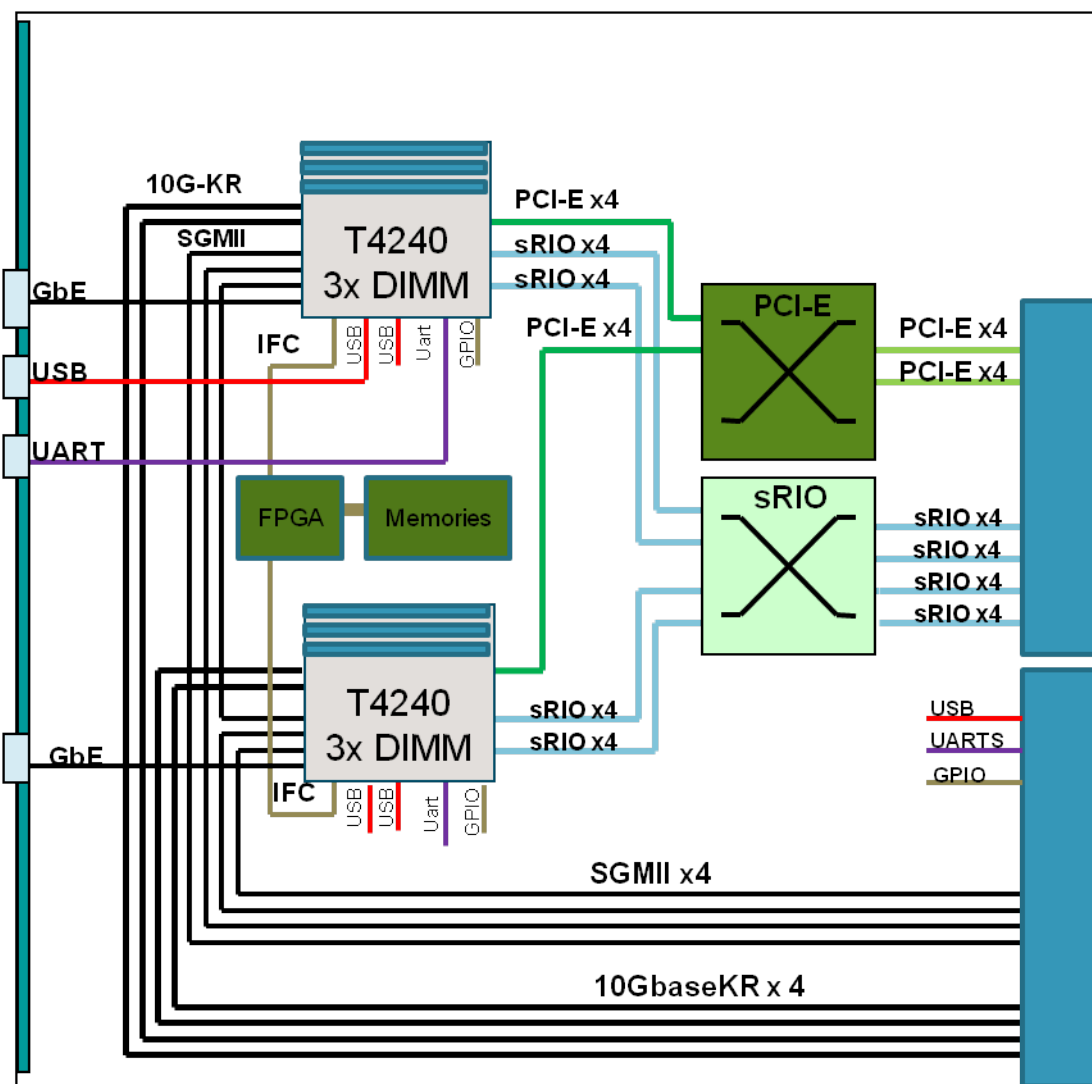 10G-KR
SGMII
GbE
USB
UART
T4240
3x DIMM
IFC
USB
USB
Uart
GPIO
PCI-E x4
sRIO x4
sRIO x4
PCI-E x4
PCI-E
PCI-E x4
PCI-E x4
FPGA
Memories
sRIO
sRIO x4
sRIO x4
sRIO x4
sRIO x4
T4240
3x DIMM
sRIO x4
sRIO x4
GbE
IFC
USB
USB
Uart
GPIO
USB
UARTS
GPIO
SGMII x4
10GbaseKR x 4